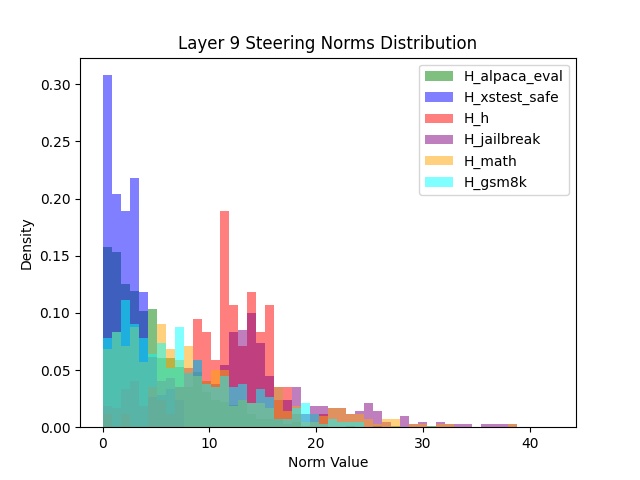 Layer 9 Steering Norms Distribution
H_alpaca_eval
H_xstest_safe
H_h
H_jailbreak
H_math
H_gsm8k
0.30
0.25
0.20
0.15
0.10
0.05
0.00
Density
0 10 20 30 40
Norm Value